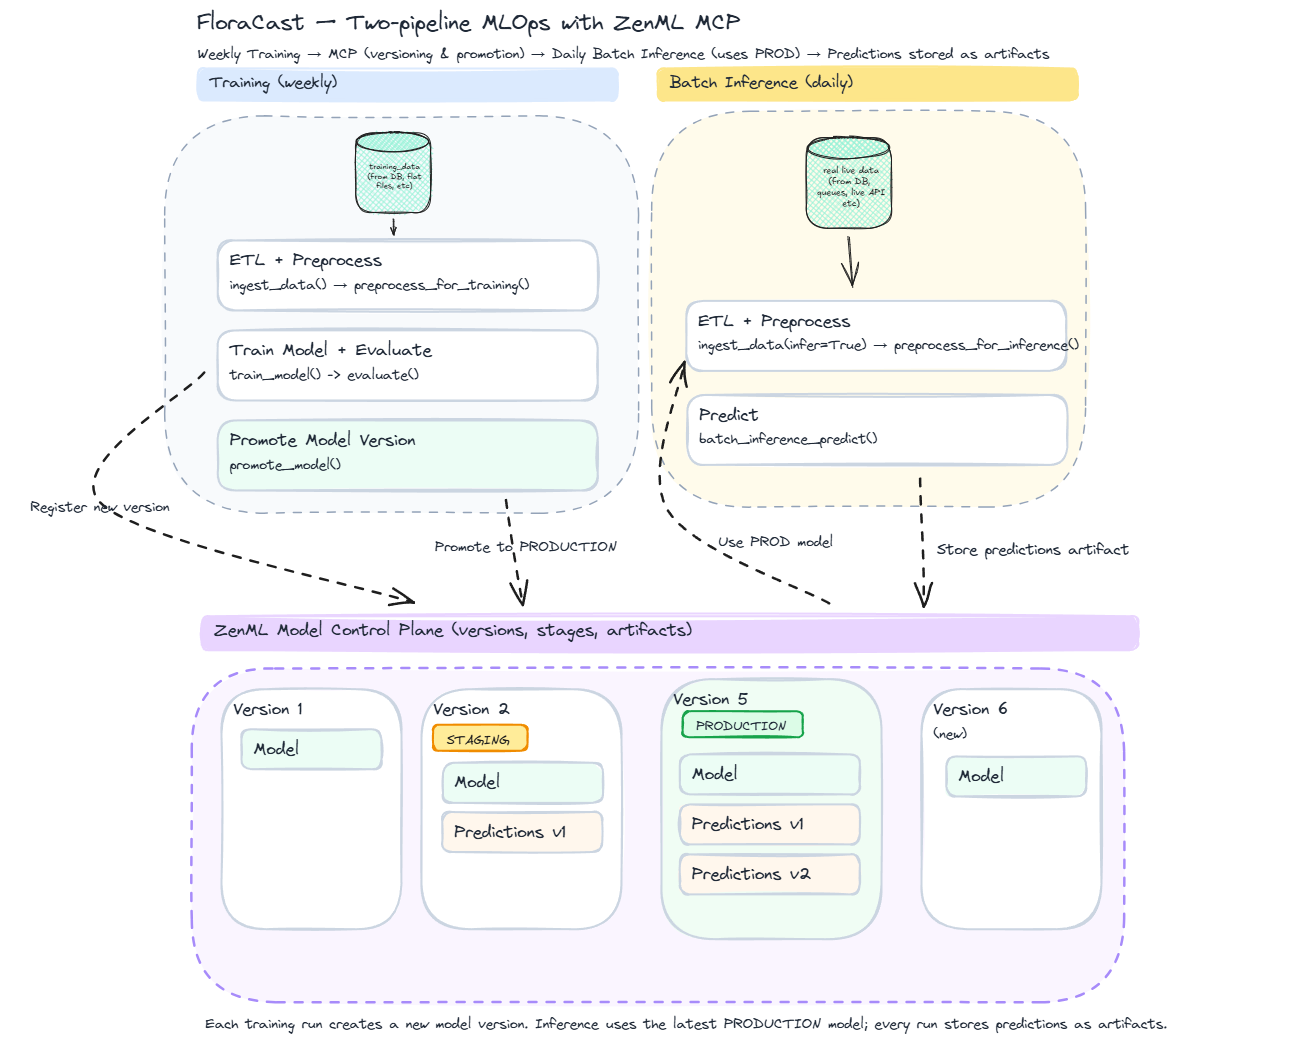 FloraCast — Two-pipeline MLOps with ZenML MCP
Weekly Training → MCP (versioning & promotion) → Daily Batch Inference (uses PROD) → Predictions stored as artifacts
Training (weekly)
training_data
(from DB, flat
files, etc)
ETL + Preprocess
ingest_data() → preprocess_for_training()
Train Model + Evaluate
train_model() -> evaluate()
Promote Model Version
promote_model()
Batch Inference (daily)
real live data
(from DB,
queues, live API
etc)
ETL + Preprocess
ingest_data(infer=True) → preprocess_for_inference()
Predict
batch_inference_predict()
Register new version
Promote to PRODUCTION
Use PROD model
Store predictions artifact
ZenML Model Control Plane (versions, stages, artifacts)
Version 1
Model
Version 2
STAGING
Model
Predictions v1
Version 5
PRODUCTION
Model
Predictions v1
Predictions v2
Version 6
(new)
Model
Each training run creates a new model version. Inference uses the latest PRODUCTION model; every run stores predictions as artifacts.